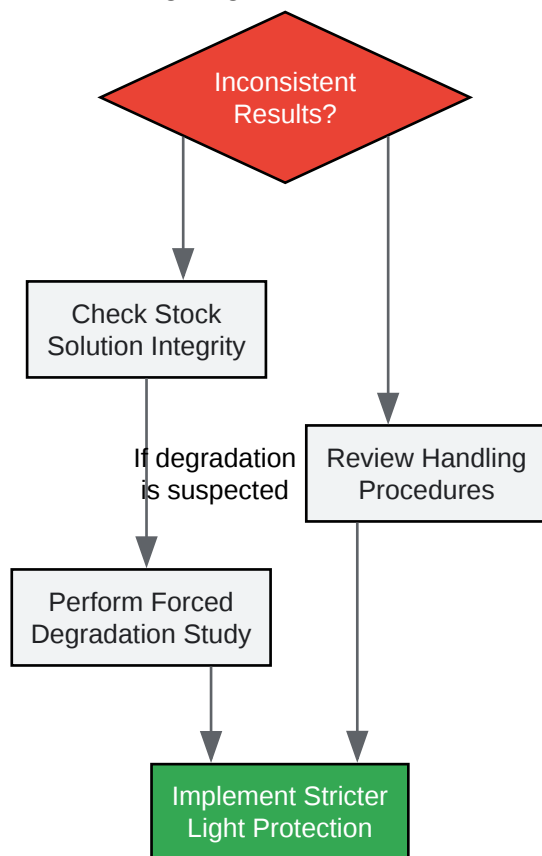 Inconsistent
Results?
Check Stock
Solution Integrity
If degradation
is suspected
Review Handling
Procedures
Perform Forced
Degradation Study
Implement Stricter
Light Protection